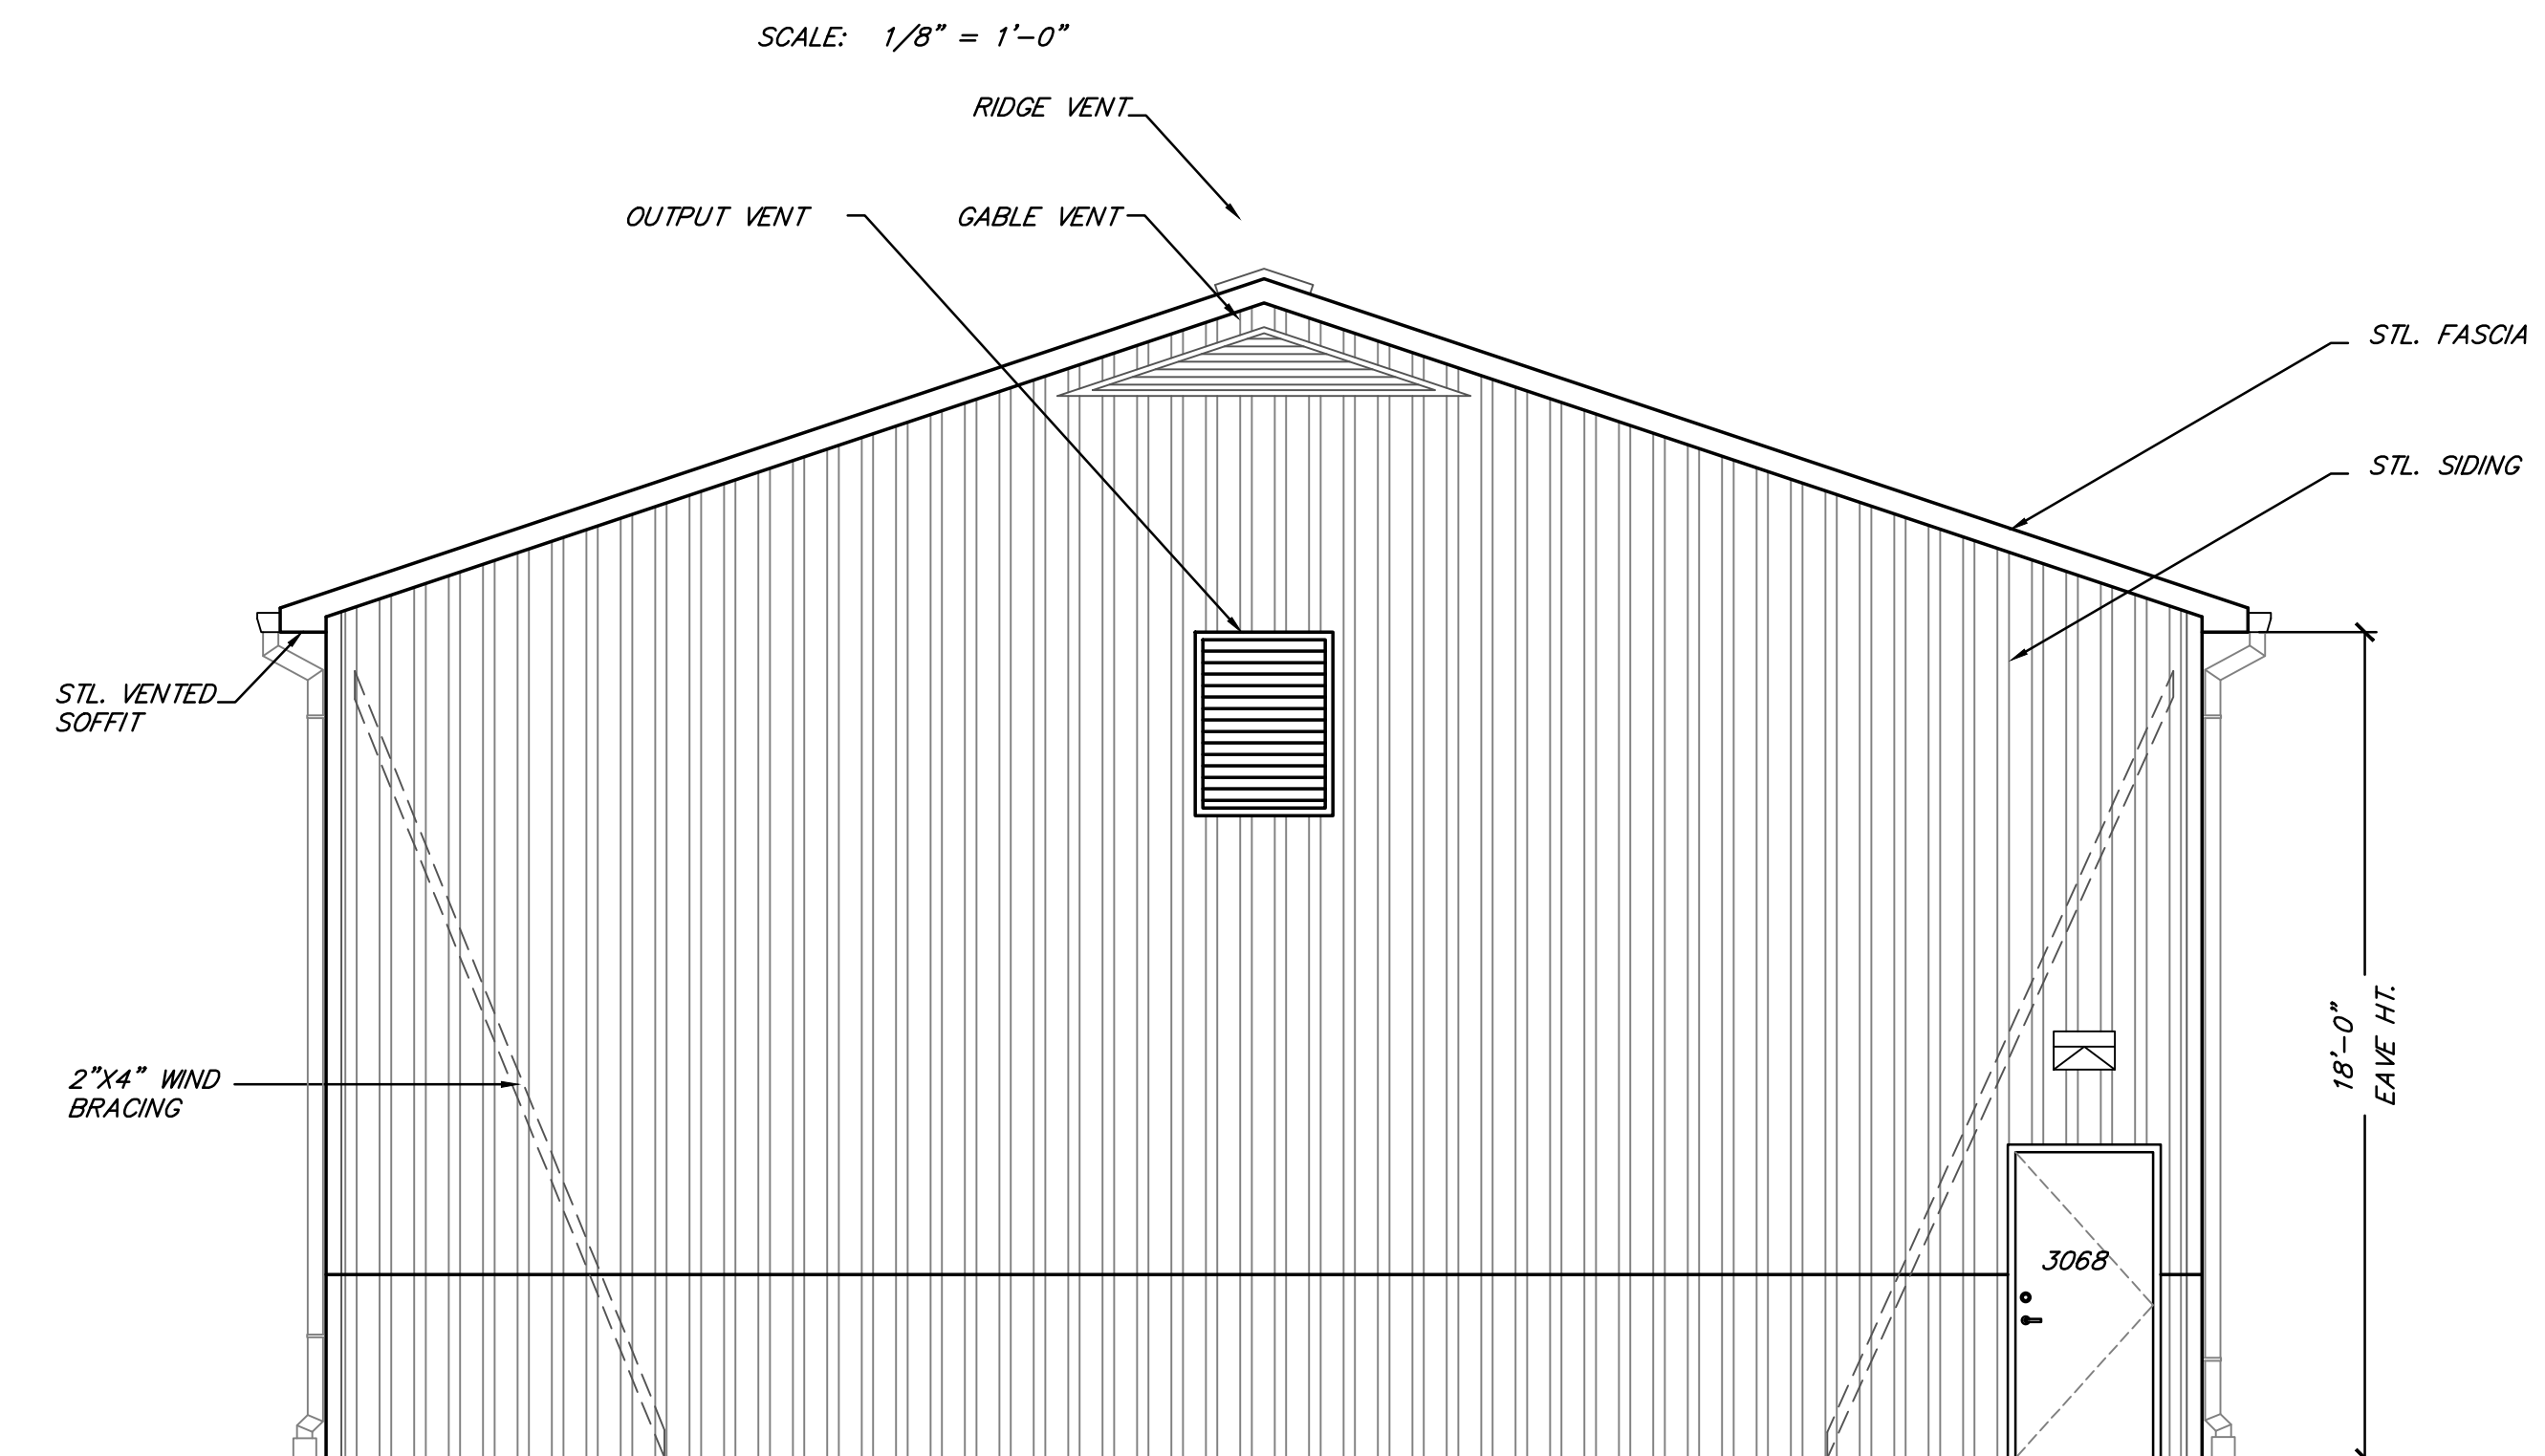 SCALE: 1/8" = 1'-0"
RIDGE VENT
OUTPUT VENT
GABLE VENT
STL. FASCIA
STL. SIDING
STL. VENTED
SOFFIT
2"X4" WIND
BRACING
18'-0"
EAVE HT.
3068